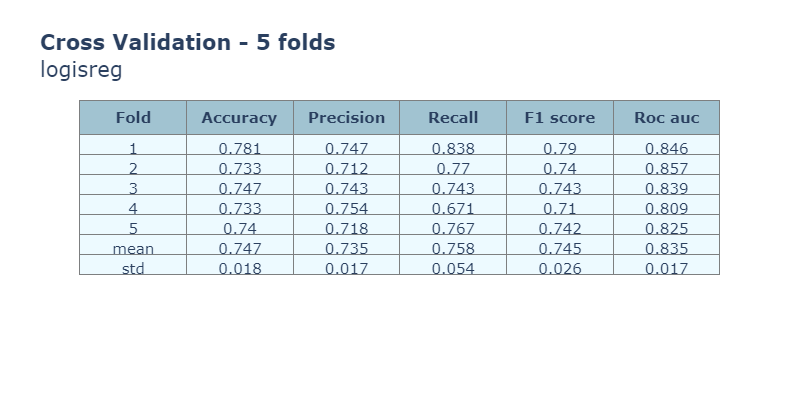 Cross Validation - 5 folds
logisreg
Fold Accuracy Precision Recall F1 score Roc auc
1 0.781 0.747 0.838 0.79 0.846
2 0.733 0.712 0.77 0.74 0.857
3 0.747 0.743 0.743 0.743 0.839
4 0.733 0.754 0.671 0.71 0.809
5 0.74 0.718 0.767 0.742 0.825
mean 0.747 0.735 0.758 0.745 0.835
std 0.018 0.017 0.054 0.026 0.017